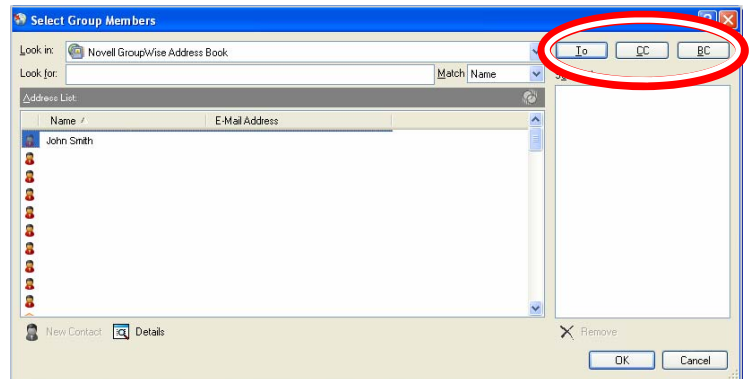 Select Group Members
Look in: Novell GroupWise Address Book To CC BC
Look for: Match Name
Address List:
Name E-Mail Address
John Smith
New Contact Details Remove
OK Cancel